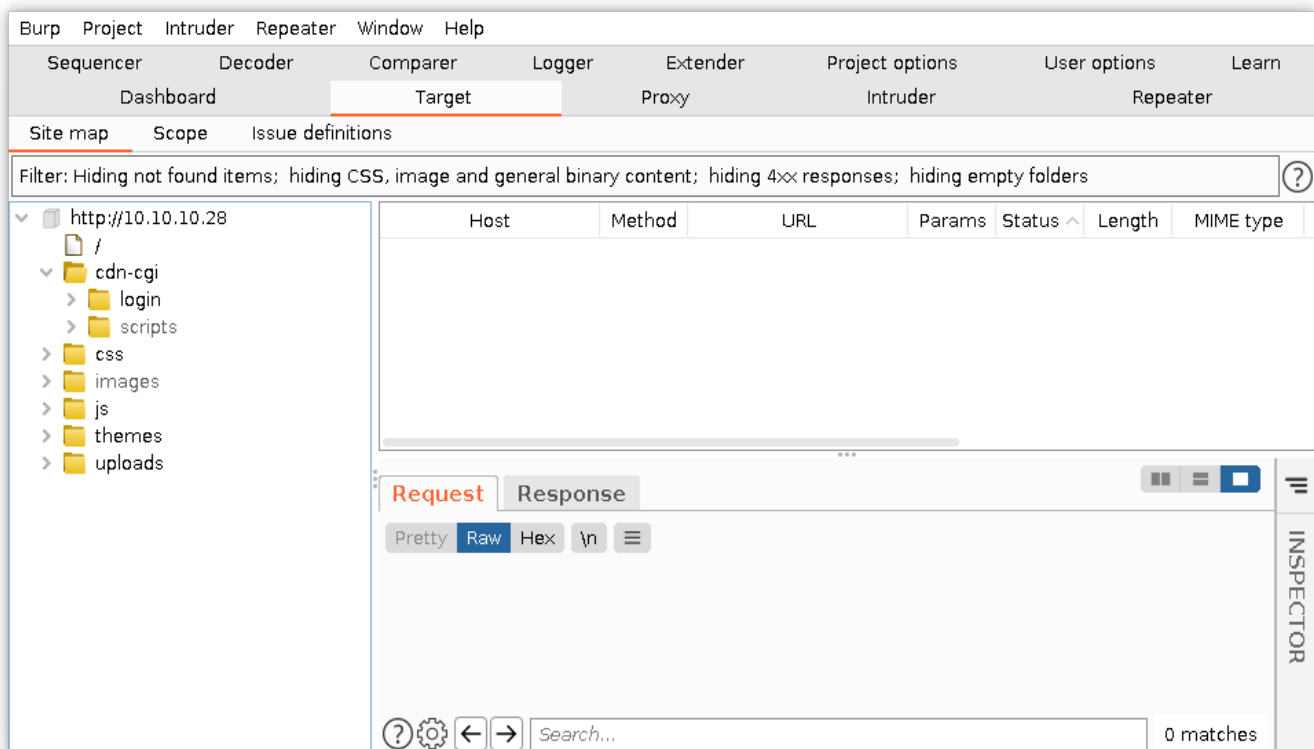 Burp Project Intruder Repeater Window Help
Sequencer Decoder Comparer Logger Extender Project options User options Learn
Dashboard Target Proxy Intruder Repeater
Site map Scope Issue definitions
Filter: Hiding not found items; hiding CSS, image and general binary content; hiding 4xx responses; hiding empty folders ?
http://10.10.10.28
/
cdn-cgi
login
scripts
css
images
js
themes
uploads
Host Method URL Params Status Length MIME type
Request Response
Pretty Raw Hex \n
INSPECTOR
? Search... 0 matches